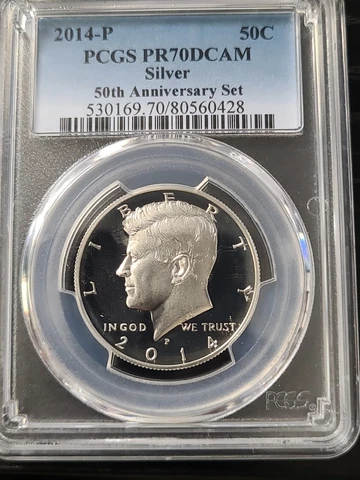 2014-P 50C
PCGS PR70DCAM
Silver
50th Anniversary Set
530169.70/80560428
LIBERTY
IN GOD WE TRUST
P
2014
PCGS